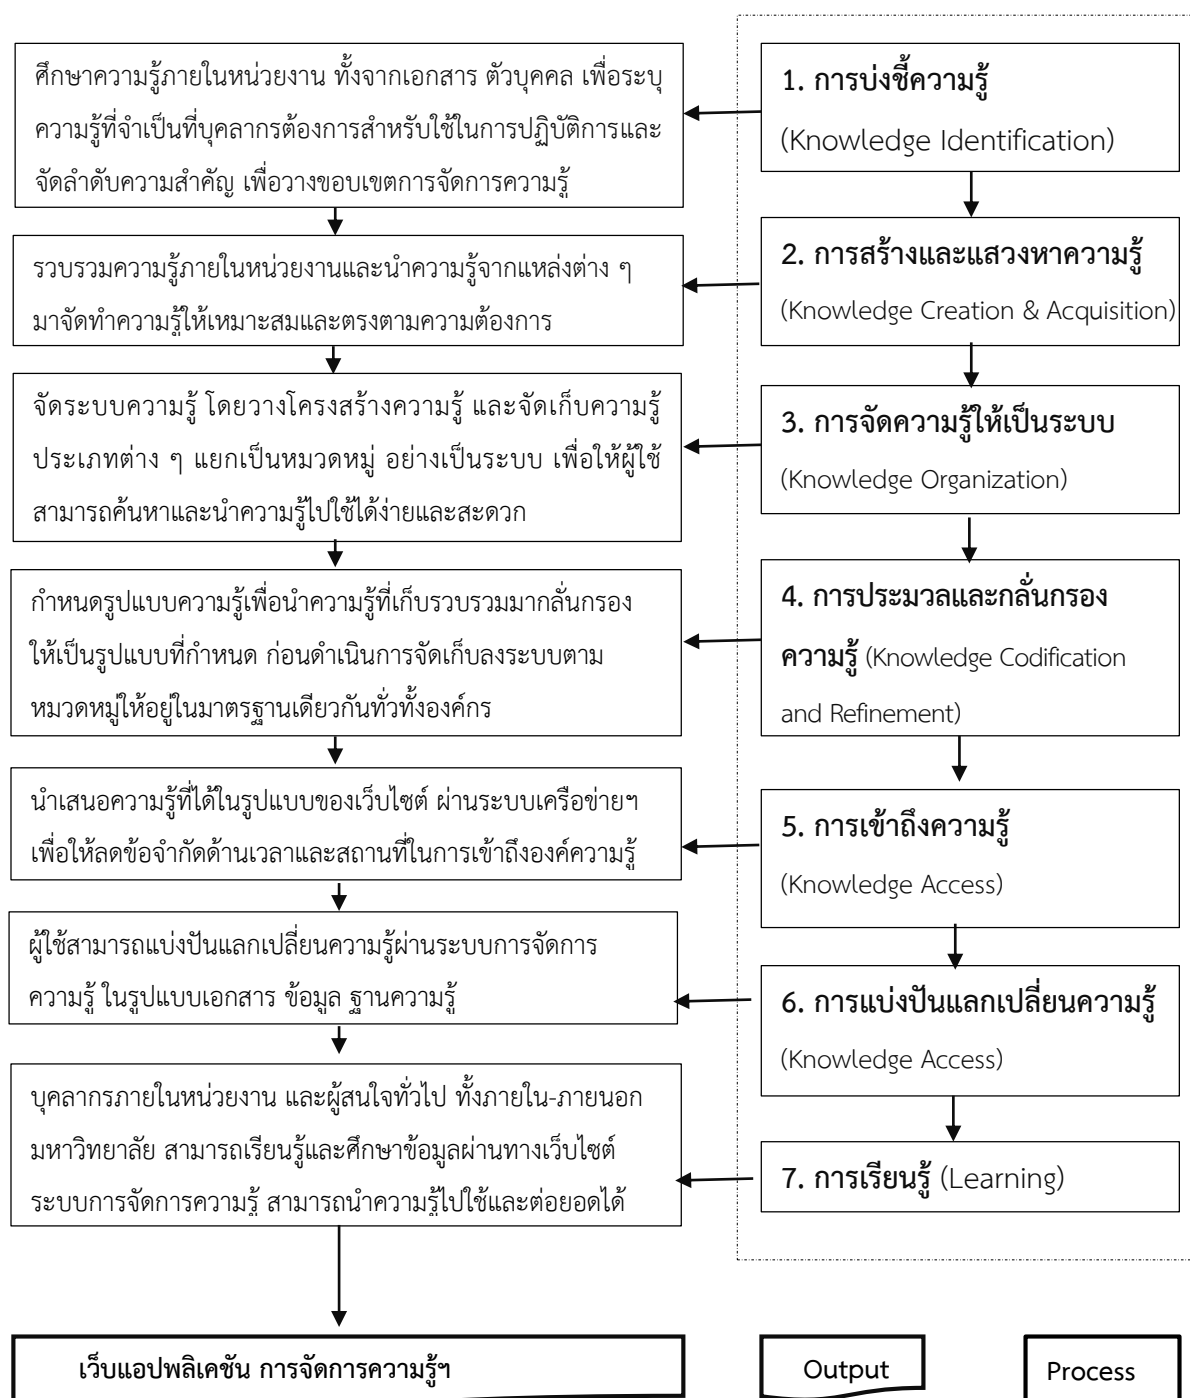 ศึกษาความรู้ภายในหน่วยงาน ทั้งจากเอกสาร ตัวบุคคล เพื่อระบุ
ความรู้ที่จำเป็นที่บุคลากรต้องการสำหรับใช้ในการปฏิบัติการและ
จัดลำดับความสำคัญ เพื่อวางขอบเขตการจัดการความรู้
1. การบ่งชี้ความรู้
(Knowledge Identification)
รวบรวมความรู้ภายในหน่วยงานและนำความรู้จากแหล่งต่าง ๆ
มาจัดทำความรู้ให้เหมาะสมและตรงตามความต้องการ
2. การสร้างและแสวงหาความรู้
(Knowledge Creation & Acquisition)
จัดระบบความรู้ โดยวางโครงสร้างความรู้ และจัดเก็บความรู้
ประเภทต่าง ๆ แยกเป็นหมวดหมู่ อย่างเป็นระบบ เพื่อให้ผู้ใช้
สามารถค้นหาและนำความรู้ไปใช้ได้ง่ายและสะดวก
3. การจัดความรู้ให้เป็นระบบ
(Knowledge Organization)
กำหนดรูปแบบความรู้เพื่อนำความรู้ที่เก็บรวบรวมมากลั่นกรอง
ให้เป็นรูปแบบที่กำหนด ก่อนดำเนินการจัดเก็บลงระบบตาม
หมวดหมู่ให้อยู่ในมาตรฐานเดียวกันทั่วทั้งองค์กร
4. การประมวลและกลั่นกรอง
ความรู้ (Knowledge Codification
and Refinement)
นำเสนอความรู้ที่ได้ในรูปแบบของเว็บไซต์ ผ่านระบบเครือข่ายฯ
เพื่อให้ลดข้อจำกัดด้านเวลาและสถานที่ในการเข้าถึงองค์ความรู้
5. การเข้าถึงความรู้
(Knowledge Access)
ผู้ใช้สามารถแบ่งปันแลกเปลี่ยนความรู้ผ่านระบบการจัดการ
ความรู้ ในรูปแบบเอกสาร ข้อมูล ฐานความรู้
6. การแบ่งปันแลกเปลี่ยนความรู้
(Knowledge Access)
บุคลากรภายในหน่วยงาน และผู้สนใจทั่วไป ทั้งภายใน-ภายนอก
มหาวิทยาลัย สามารถเรียนรู้และศึกษาข้อมูลผ่านทางเว็บไซต์
ระบบการจัดการความรู้ สามารถนำความรู้ไปใช้และต่อยอดได้
7. การเรียนรู้ (Learning)
เว็บแอปพลิเคชัน การจัดการความรู้ฯ
Output
Process